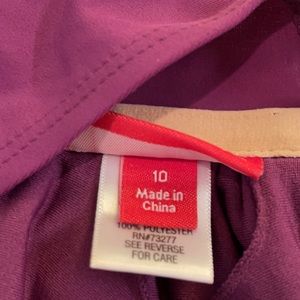 10
Made in
China
100% POLYESTER
RN#73277
SEE REVERSE
FOR CARE